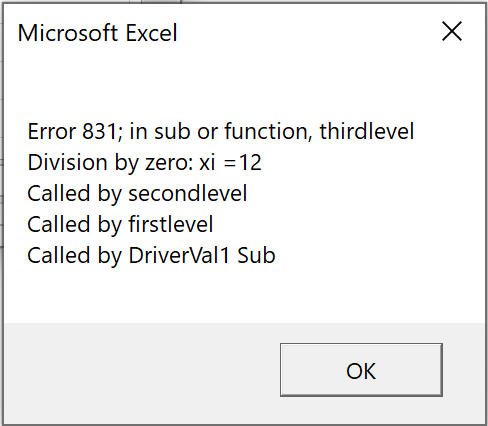 Microsoft Excel
Error 831; in sub or function, thirdlevel
Division by zero: xi =12
Called by secondlevel
Called by firstlevel
Called by DriverVal1 Sub
OK